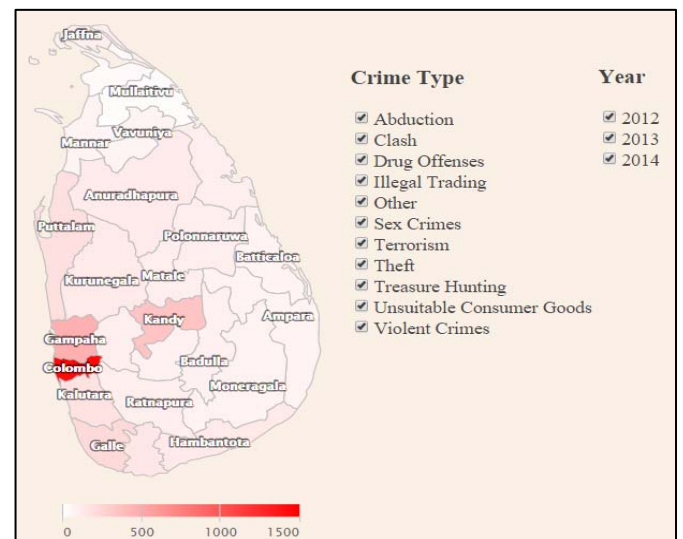 Jaffna
Mullaitivu
Vavuniya
Mannar
Anuradhapura
Puttalam
Polonnaruwa
Batticaloa
Kurunegala
Matale
Kandy
Ampara
Gampaha
Colombo
Badulla
Kalutara
Moneragala
Ratnapura
Galle
Hambantota
0 500 1000 1500
Crime Type
Abduction
Clash
Drug Offenses
Illegal Trading
Other
Sex Crimes
Terrorism
Theft
Treasure Hunting
Unsuitable Consumer Goods
Violent Crimes
Year
2012
2013
2014